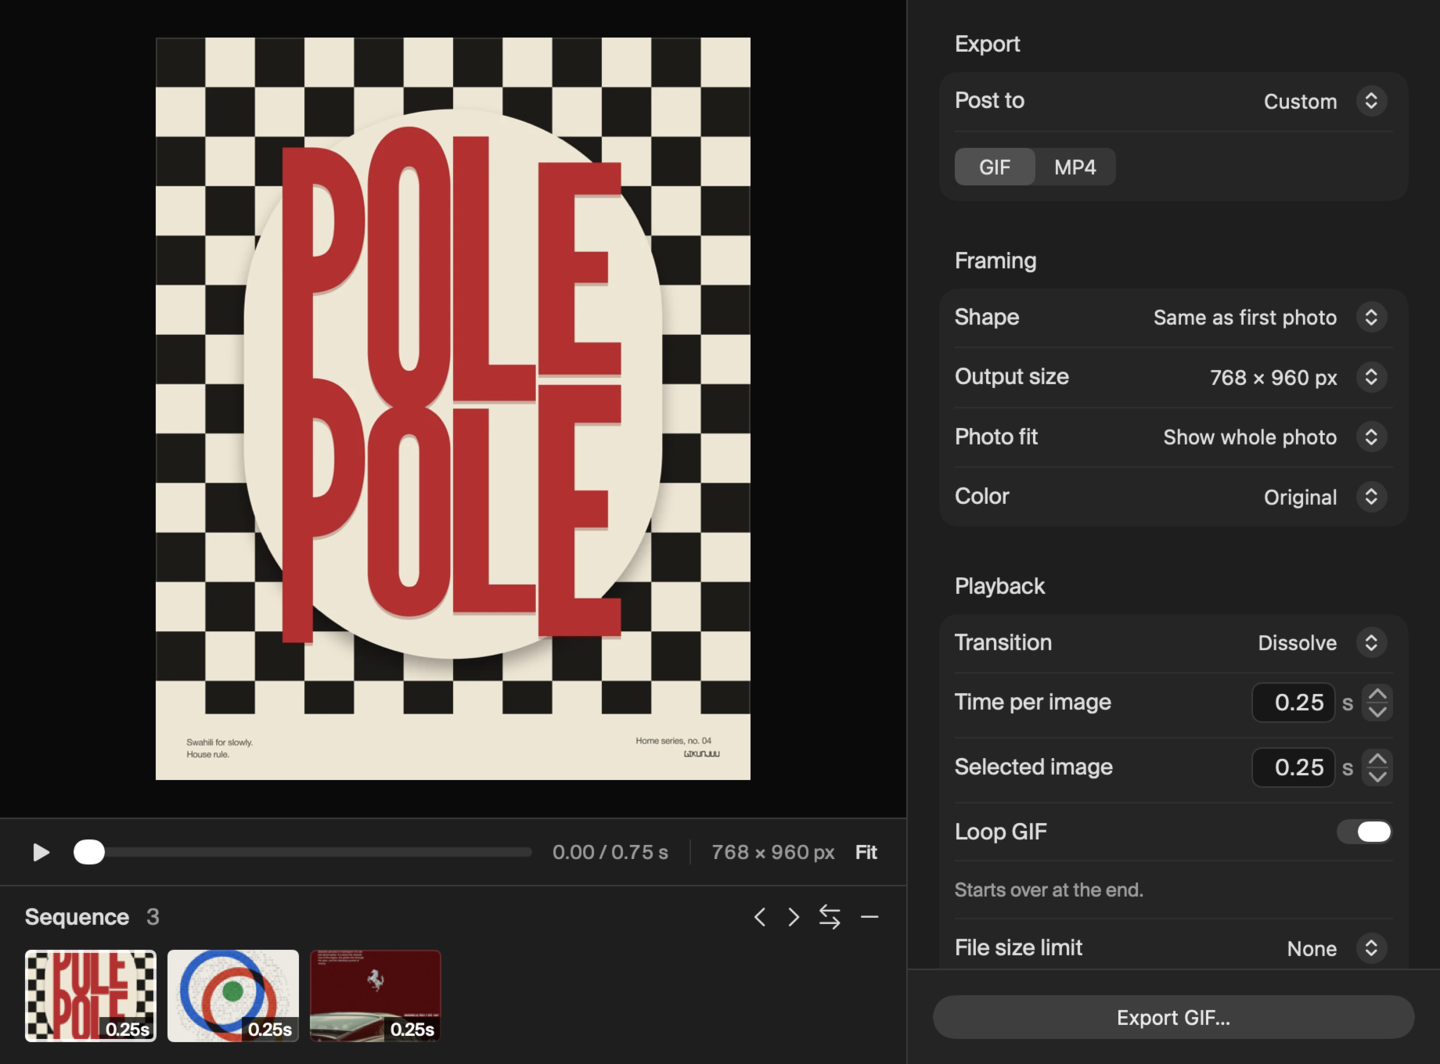 POLE
POLE
Swahili for slowly.
House rule.
Home series, no. 04
0.00 / 0.75 s
768 × 960 px
Fit
Sequence 3
POLE
POL
0.25s
0.25s
0.25s
Export
Post to
Custom
GIF
MP4
Framing
Shape
Same as first photo
Output size
768 × 960 px
Photo fit
Show whole photo
Color
Original
Playback
Transition
Dissolve
Time per image
0.25 s
Selected image
0.25 s
Loop GIF
Starts over at the end.
File size limit
None
Export GIF...